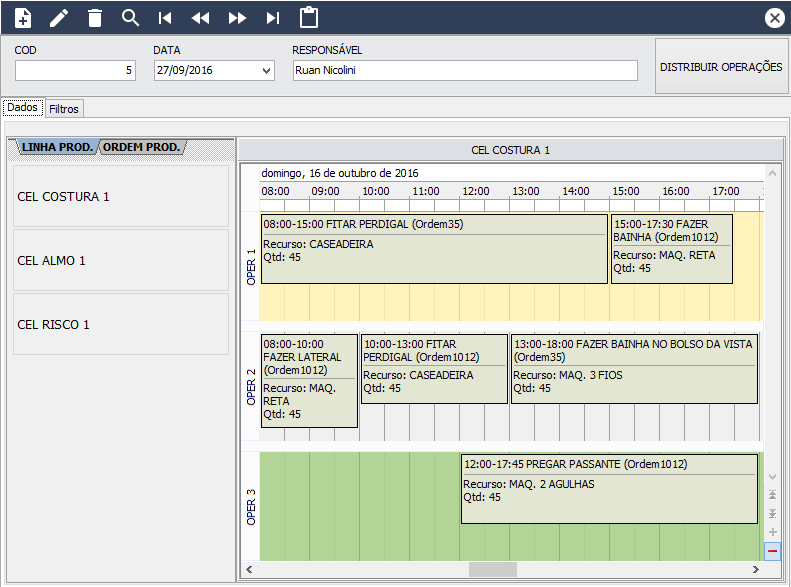 COD
DATA
RESPONSÁVEL
5
27/09/2016
Ruan Nicolini
DISTRIBUIR OPERAÇÕES
Dados
Filtros
LINHA PROD.
ORDEM PROD.
CEL COSTURA 1
CEL ALMO 1
CEL RISCO 1
CEL COSTURA 1
domingo, 16 de outubro de 2016
08:00 09:00 10:00 11:00 12:00 13:00 14:00 15:00 16:00 17:00
OPER 1
08:00-15:00 FITAR PERDIGAL (Ordem35)
Recurso: CASEADEIRA
Qtd: 45
15:00-17:30 FAZER
BAINHA (Ordem1012)
Recurso: MAQ. RETA
Qtd: 45
OPER 2
08:00-10:00
FAZER LATERAL
(Ordem1012)
Recurso: MAQ.
RETA
Qtd: 45
10:00-13:00 FITAR
PERDIGAL (Ordem1012)
Recurso: CASEADEIRA
Qtd: 45
13:00-18:00 FAZER BAINHA NO BOLSO DA VISTA
(Ordem35)
Recurso: MAQ. 3 FIOS
Qtd: 45
OPER 3
12:00-17:45 PREGAR PASSANTE (Ordem1012)
Recurso: MAQ. 2 AGULHAS
Qtd: 45